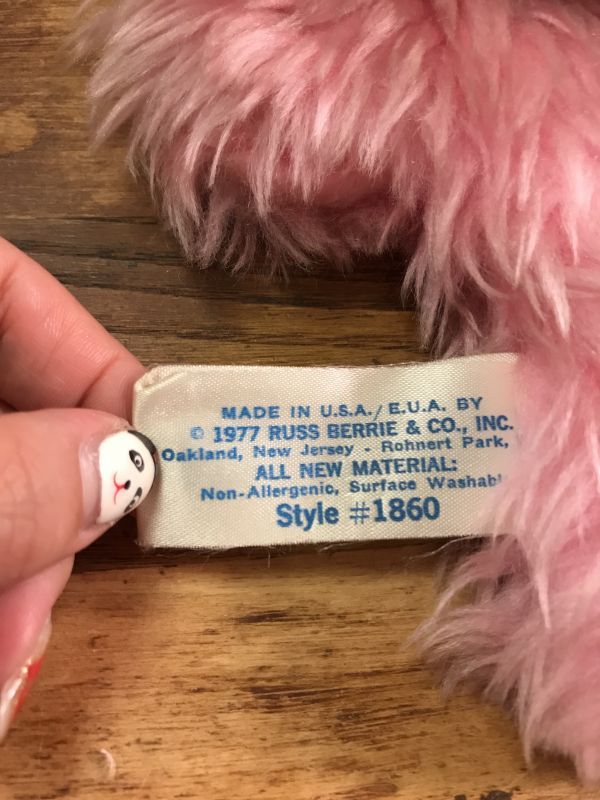 MADE IN U.S.A./E.U.A. BY
© 1977 RUSS BERRIE & CO., INC.
Oakland, New Jersey - Rohnert Park,
ALL NEW MATERIAL:
Non-Allergenic, Surface
Style #1860